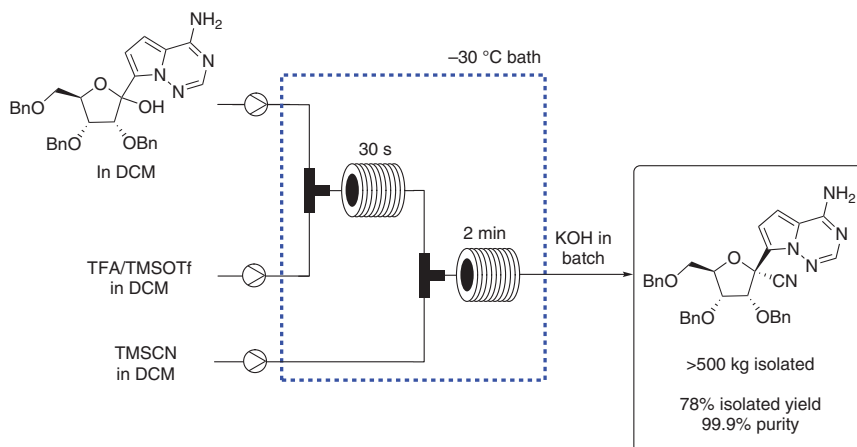 NH₂
N
N
N
O
OH
BnO
BnO
OBn
In DCM
–30 °C bath
30 s
TFA/TMSOTf
in DCM
2 min
KOH in
batch
TMSCN
in DCM
NH₂
N
N
N
O
CN
BnO
BnO
OBn
>500 kg isolated
78% isolated yield
99.9% purity